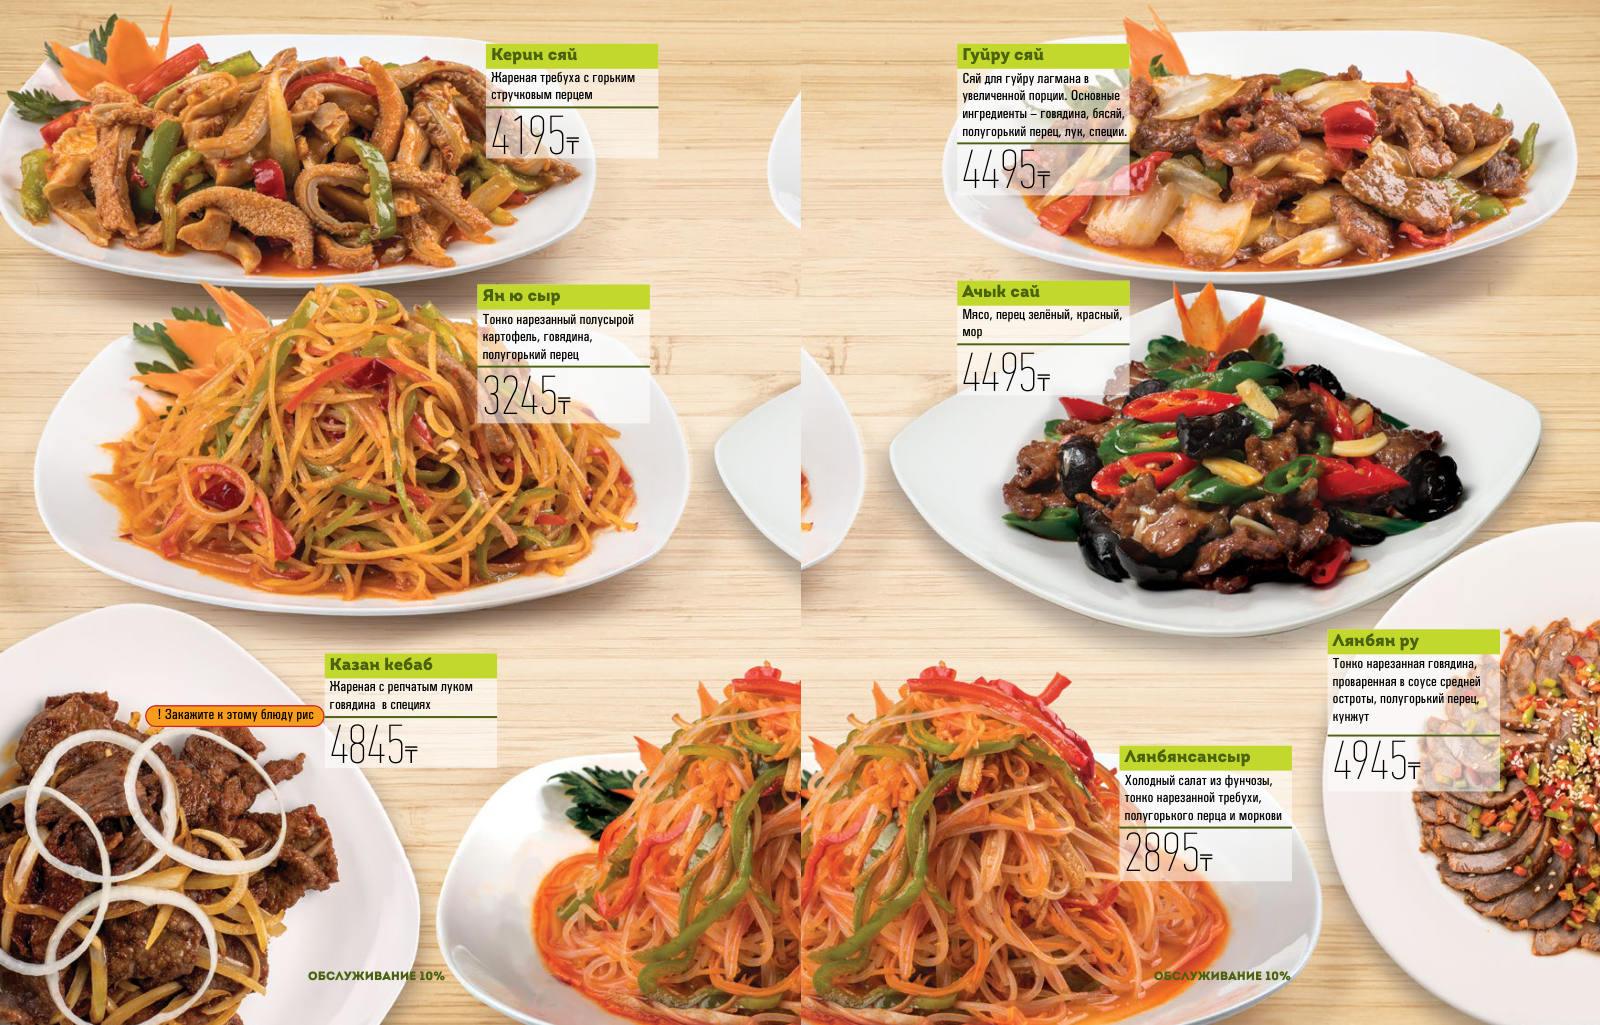 Керин сяй
Жареная требуха с горьким
стручковым перцем
4195₸
Ян ю сыр
Тонко нарезанный полусырой
картофель, говядина,
полугорький перец
3245₸
Казан кебаб
Жареная с репчатым луком
говядина в специях
! Закажите к этому блюду рис
4845₸
ОБСЛУЖИВАНИЕ 10%
Гуйру сяй
Сяй для гуйру лагмана в
увеличенной порции. Основные
ингредиенты – говядина, бясяй,
полугорький перец, лук, специи.
4495₸
Ачык сай
Мясо, перец зелёный, красный,
мор
4495₸
Лянбян ру
Тонко нарезанная говядина,
проваренная в соусе средней
остроты, полугорький перец,
кунжут
4945₸
Лянбянсансыр
Холодный салат из фунчозы,
тонко нарезанной требухи,
полугорького перца и моркови
2895₸
ОБСЛУЖИВАНИЕ 10%